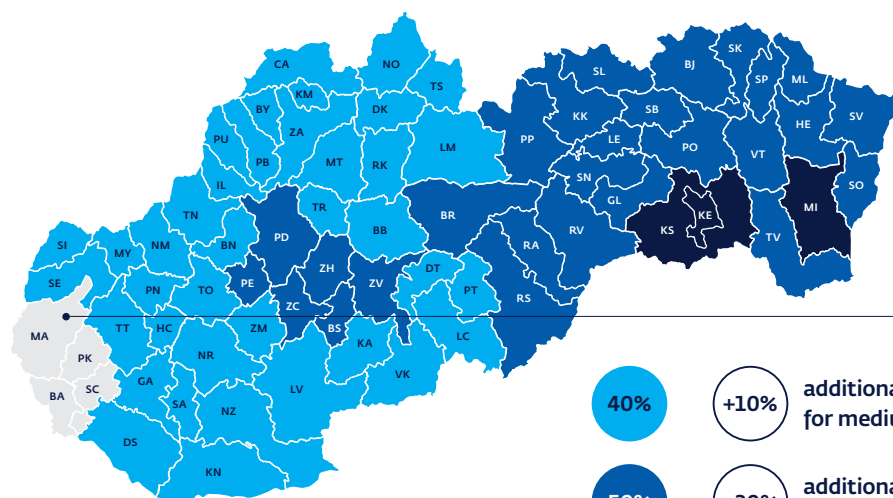 CA
NO
TS
KM
BY
DK
ZA
PU
PB
MT
RK
LM
IL
TN
TR
BB
BN
PD
SI
MY
NM
SE
PN
TO
PE
ZH
ZV
ZC
BS
DT
PT
MA
TT
HC
ZM
KA
LC
PK
NR
GA
SC
BA
SA
NZ
LV
VK
DS
KN
SL
BJ
SK
SP
ML
PP
KK
SB
HE
SV
LE
PO
VT
SN
GL
SO
BR
RA
RV
KS
KE
MI
TV
RS
40%
+10%
additiona
for mediu
additiona